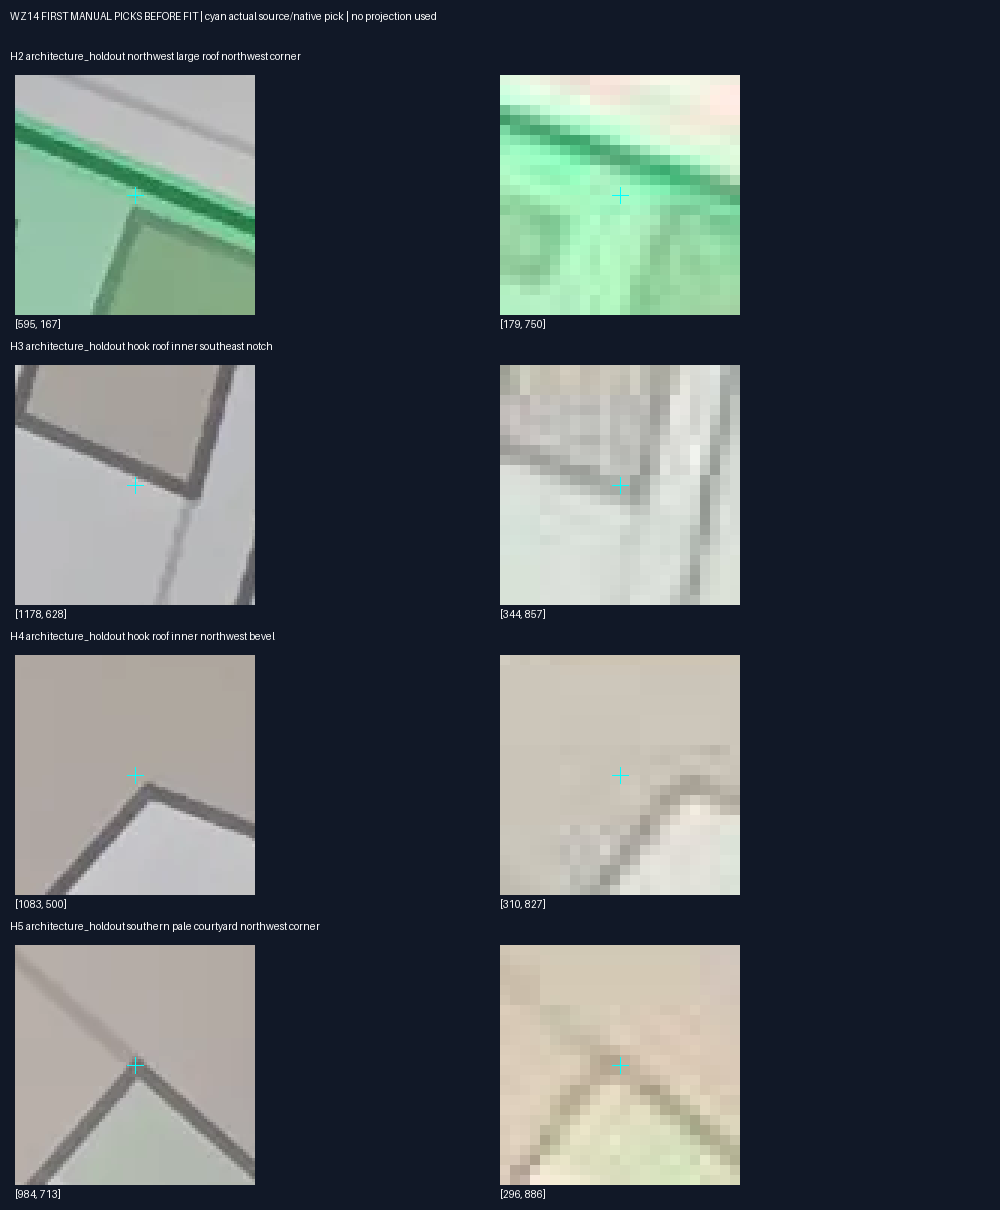 WZ14 FIRST MANUAL PICKS BEFORE FIT | cyan actual source/native pick | no projection used
H2 architecture_holdout northwest large roof northwest corner
[595, 167]
[179, 750]
H3 architecture_holdout hook roof inner southeast notch
[1178, 628]
[344, 857]
H4 architecture_holdout hook roof inner northwest bevel
[1083, 500]
[310, 827]
H5 architecture_holdout southern pale courtyard northwest corner
[984, 713]
[296, 886]